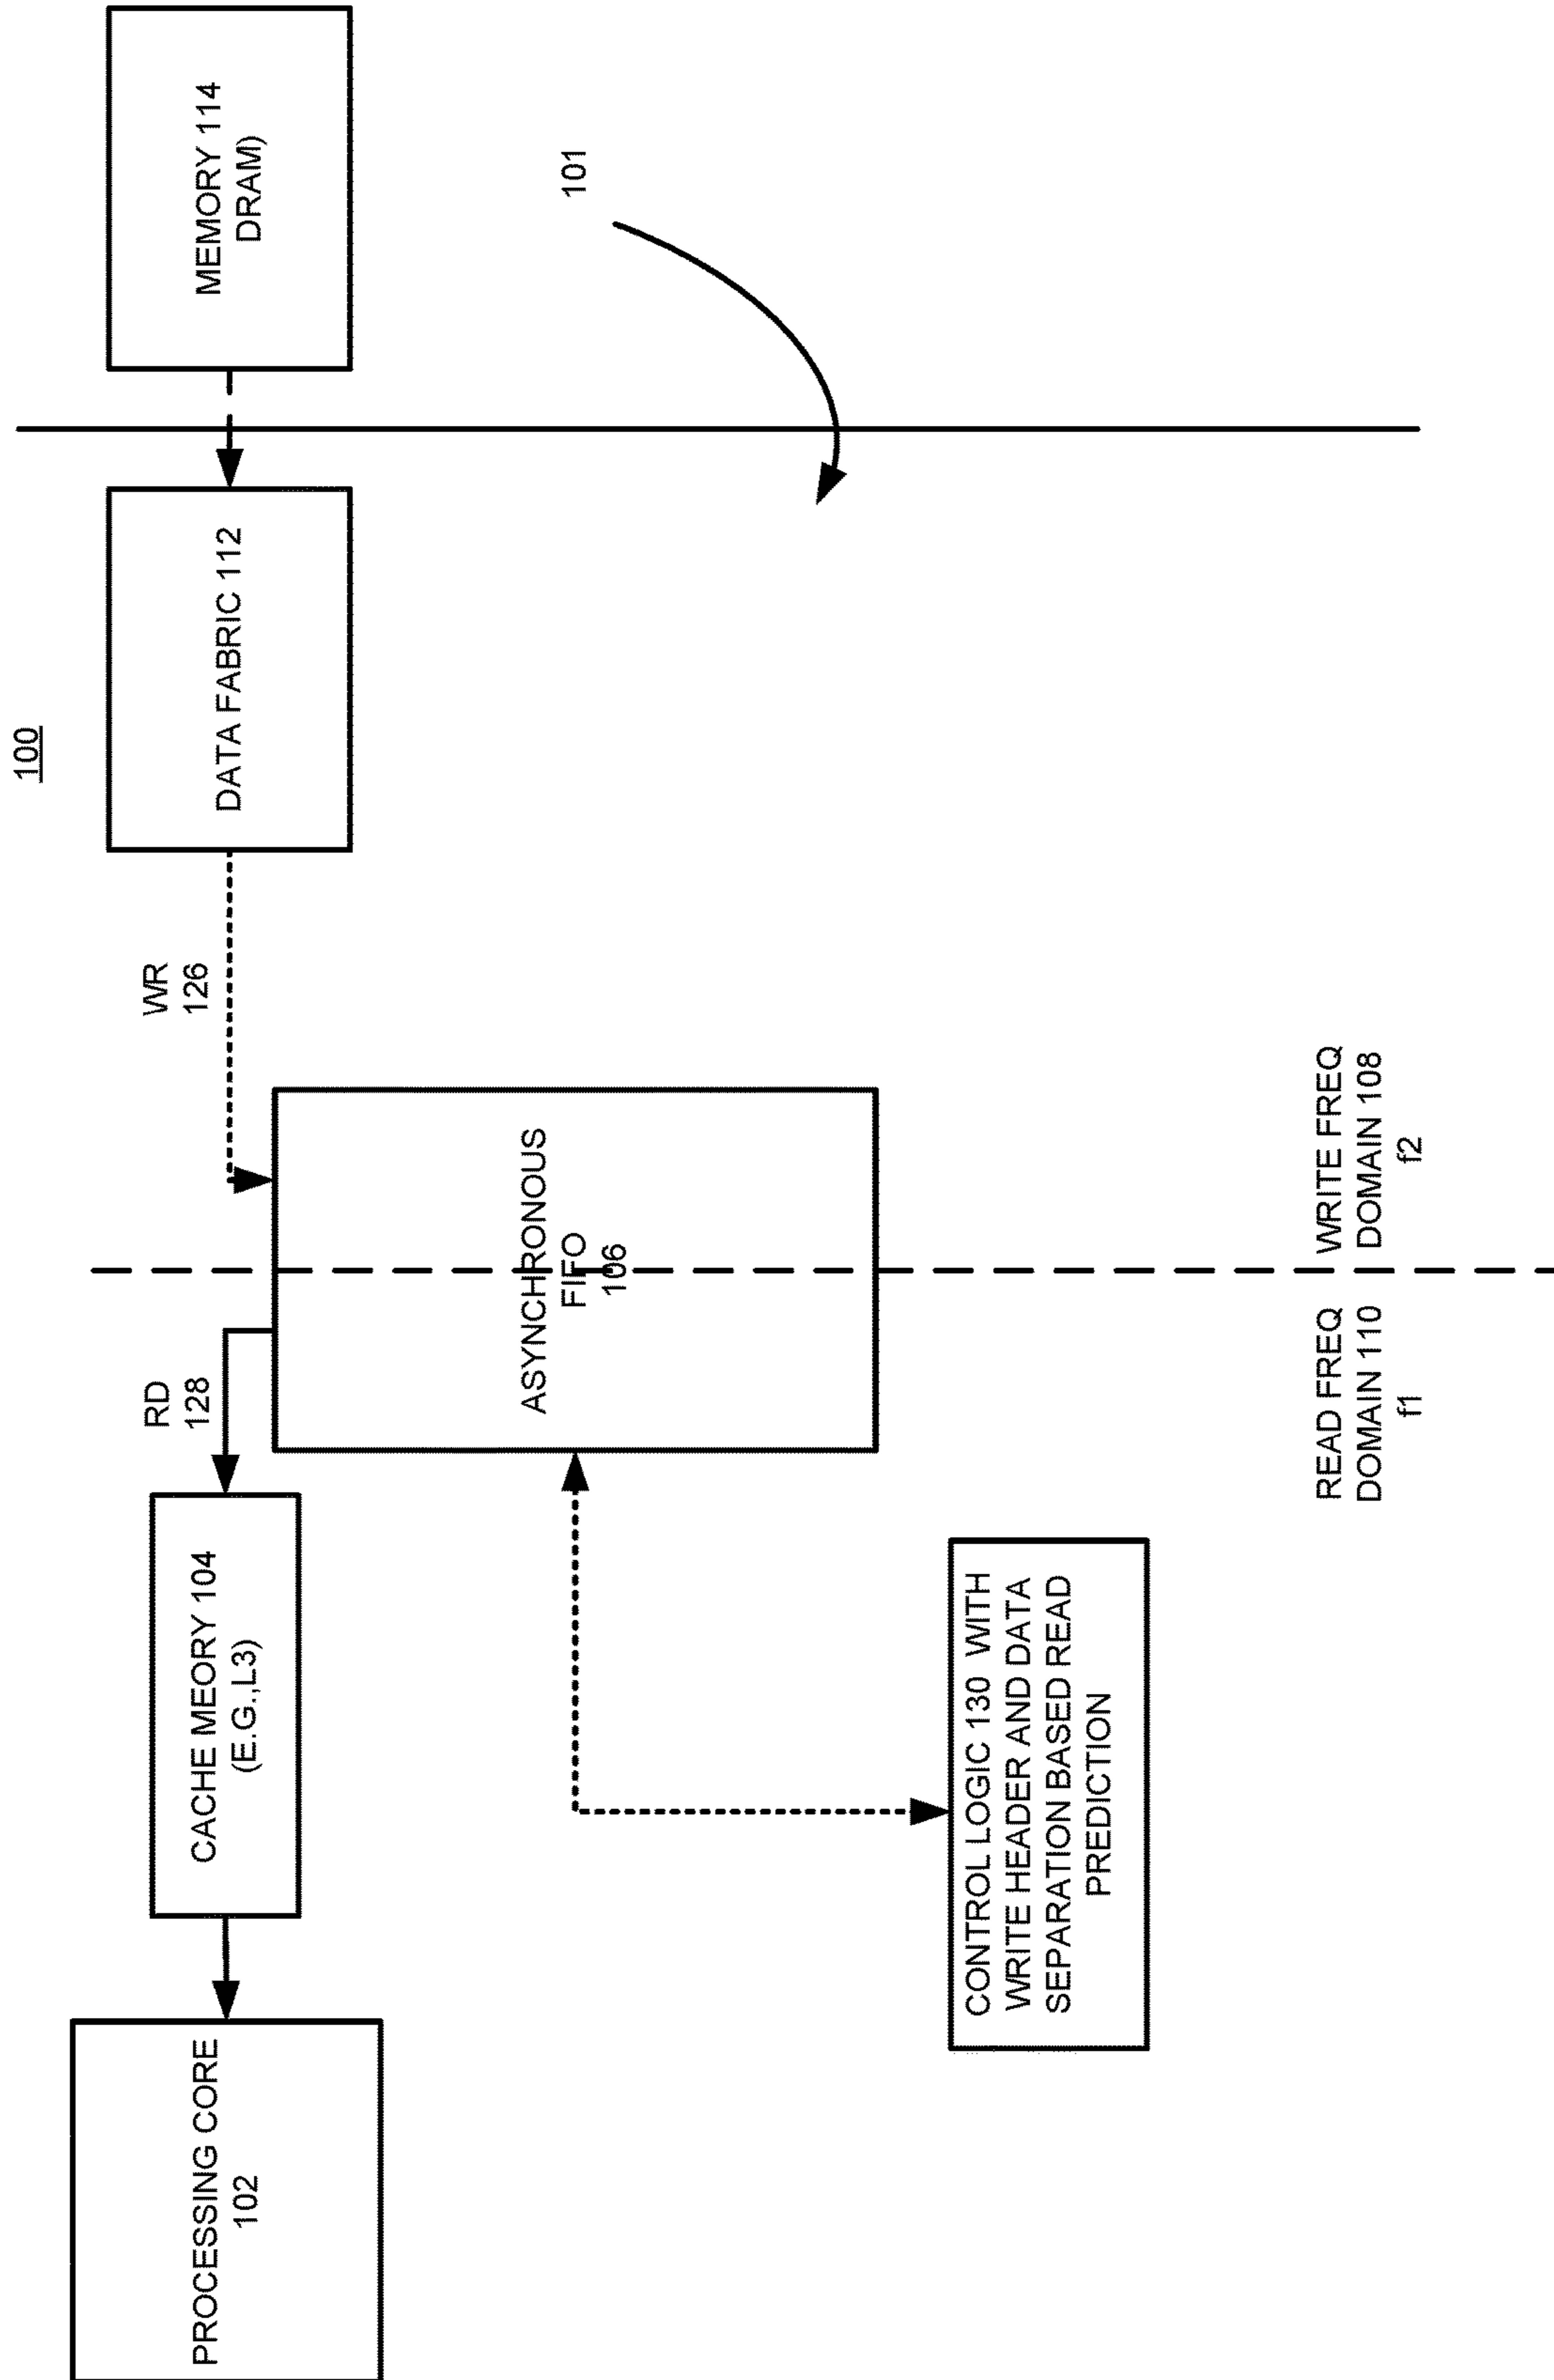 100
PROCESSING CORE
102
CACHE MEORY 104
(E.G.,L3)
RD
128
WR
126
DATA FABRIC 112
MEMORY 114
DRAM)
ASYNCHRONOUS
FIFO
106
101
CONTROL LOGIC 130 WITH
WRITE HEADER AND DATA
SEPARATION BASED READ
PREDICTION
READ FREQ
DOMAIN 110
f1
WRITE FREQ
DOMAIN 108
f2